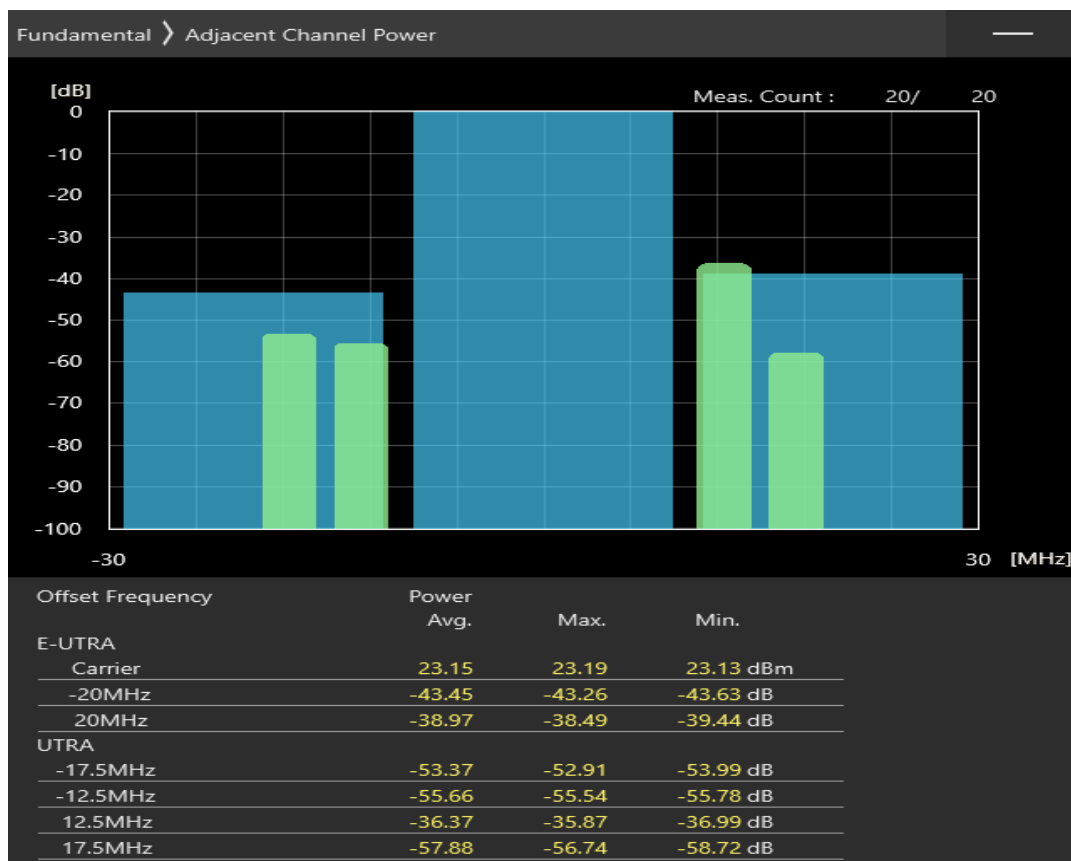 Fundamental ❯ Adjacent Channel Power
[dB]
Meas. Count : 20/ 20
0
-10
-20
-30
-40
-50
-60
-70
-80
-90
-100
-30 30 [MHz]
Offset Frequency Power
Avg. Max. Min.
E-UTRA
Carrier 23.15 23.19 23.13 dBm
-20MHz -43.45 -43.26 -43.63 dB
20MHz -38.97 -38.49 -39.44 dB
UTRA
-17.5MHz -53.37 -52.91 -53.99 dB
-12.5MHz -55.66 -55.54 -55.78 dB
12.5MHz -36.37 -35.87 -36.99 dB
17.5MHz -57.88 -56.74 -58.72 dB